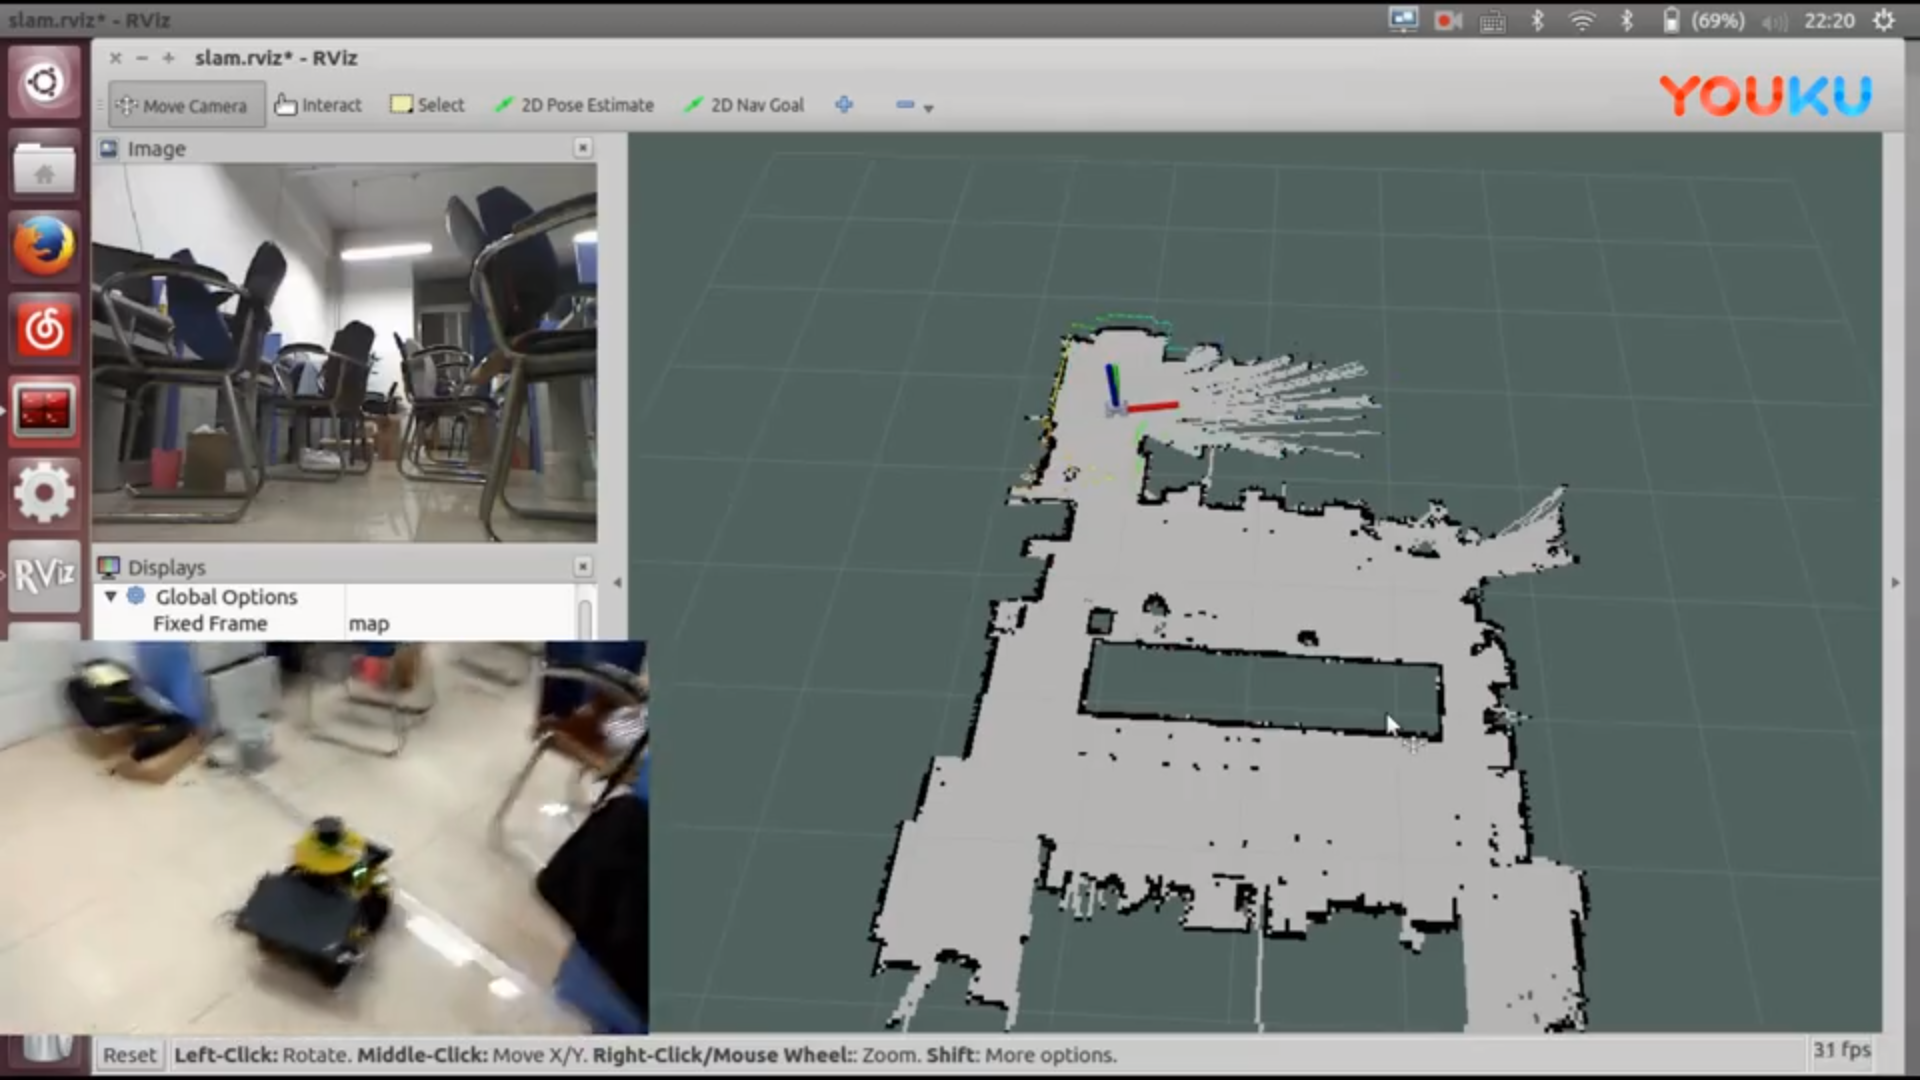 slam.rviz* - RViz
(69%)
22:20
slam.rviz* - RViz
YOUKU
Move Camera
Interact
Select
2D Pose Estimate
2D Nav Goal
Image
RViz
Displays
Global Options
Fixed Frame
map
Reset
Left-Click: Rotate. Middle-Click: Move X/Y. Right-Click/Mouse Wheel:: Zoom. Shift: More options.
31 fps